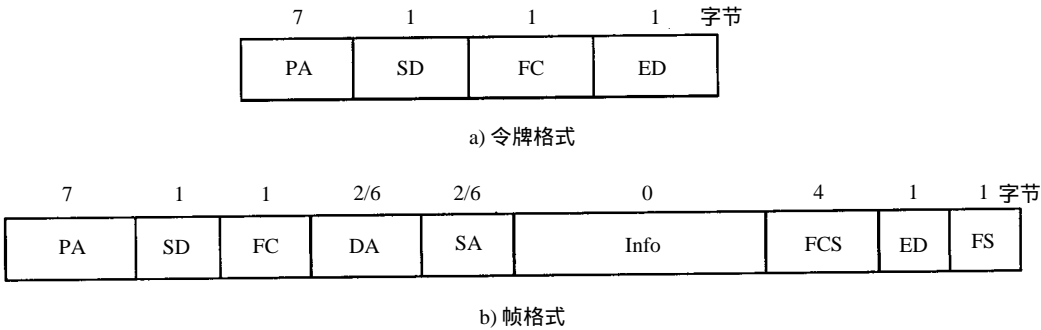 7 1 1 1 字节
PA SD FC ED
a) 令牌格式
7 1 1 2/6 2/6 0 4 1 1 字节
PA SD FC DA SA Info FCS ED FS
b) 帧格式